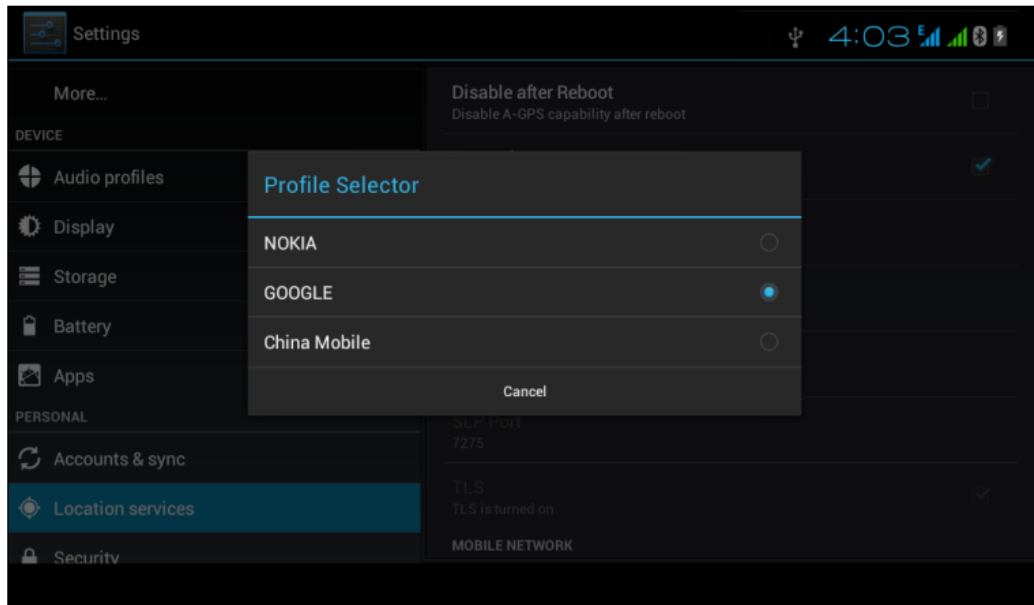 Settings
4:03
E
More...
DEVICE
Audio profiles
Display
Storage
Battery
Apps
PERSONAL
Accounts & sync
Location services
Security
Disable after Reboot
Disable A-GPS capability after reboot
Profile Selector
NOKIA
GOOGLE
China Mobile
Cancel
SLP Port
7275
TLS
TLS is turned on
MOBILE NETWORK